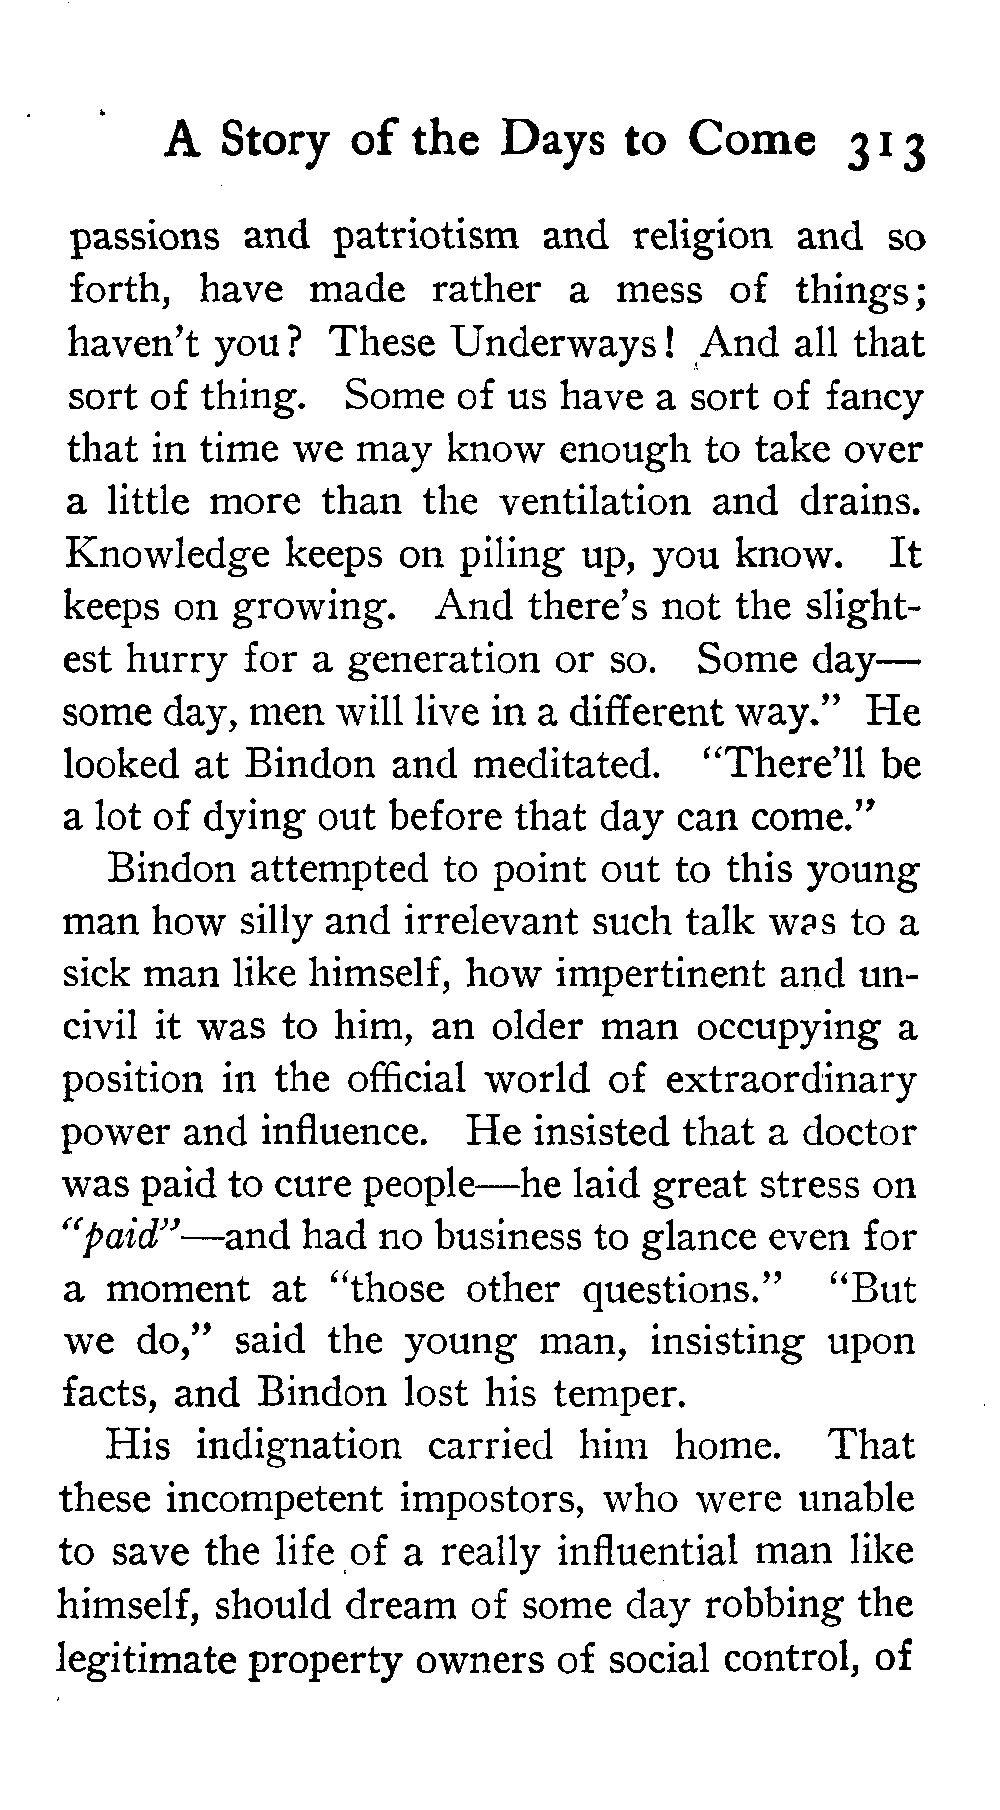 A Story of the Days to Come 313
passions and patriotism and religion and so
forth, have made rather a mess of things;
haven't you? These Underways! And all that
sort of thing. Some of us have a sort of fancy
that in time we may know enough to take over
a little more than the ventilation and drains.
Knowledge keeps on piling up, you know. It
keeps on growing. And there's not the slight-
est hurry for a generation or so. Some day—
some day, men will live in a different way." He
looked at Bindon and meditated. "There'll be
a lot of dying out before that day can come."
Bindon attempted to point out to this young
man how silly and irrelevant such talk was to a
sick man like himself, how impertinent and un-
civil it was to him, an older man occupying a
position in the official world of extraordinary
power and influence. He insisted that a doctor
was paid to cure people—he laid great stress on
"paid"—and had no business to glance even for
a moment at "those other questions." "But
we do," said the young man, insisting upon
facts, and Bindon lost his temper.
His indignation carried him home. That
these incompetent impostors, who were unable
to save the life of a really influential man like
himself, should dream of some day robbing the
legitimate property owners of social control, of